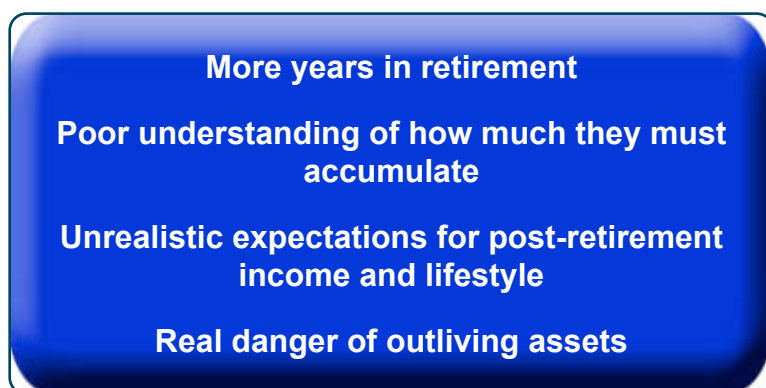 More years in retirement
Poor understanding of how much they must
accumulate
Unrealistic expectations for post-retirement
income and lifestyle
Real danger of outliving assets